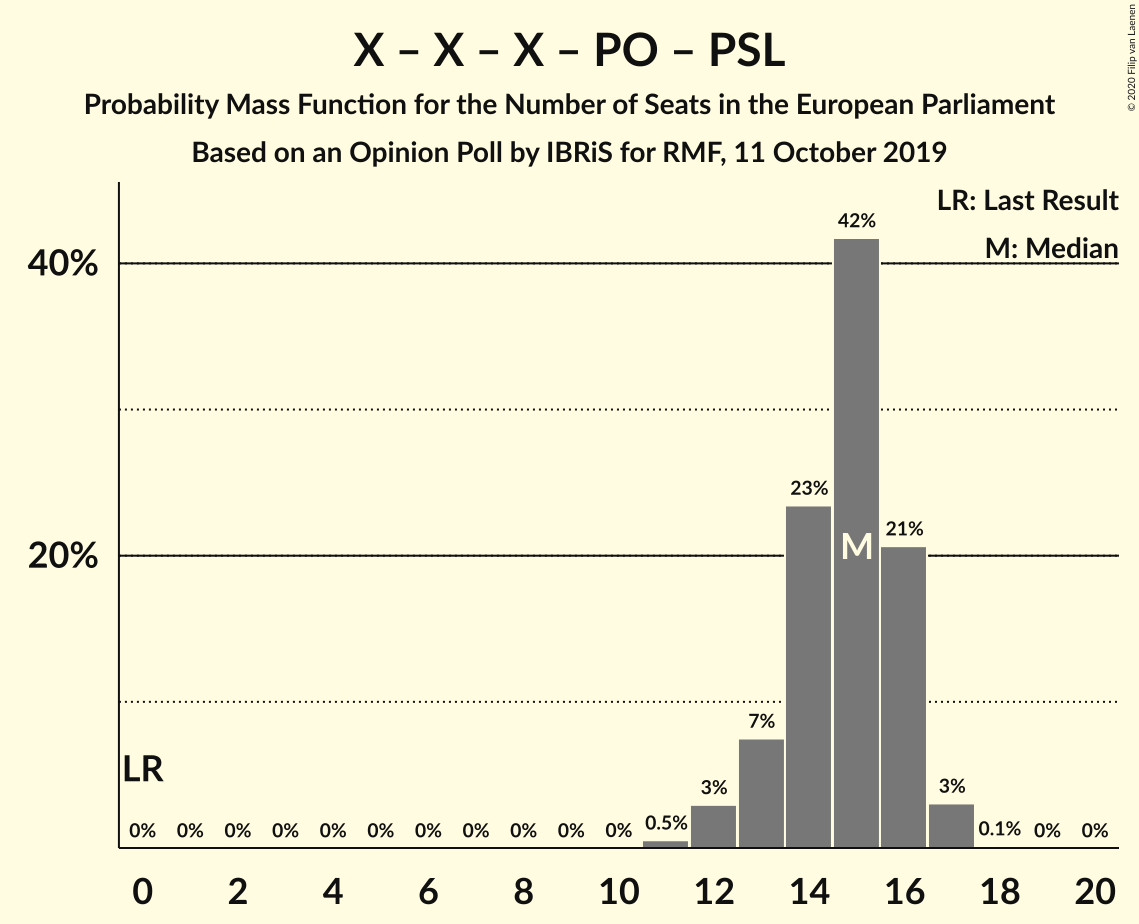 X – X – X – PO – PSL
Probability Mass Function for the Number of Seats in the European Parliament
Based on an Opinion Poll by IBRiS for RMF, 11 October 2019
© 2020 Filip van Laenen
LR: Last Result
M: Median
42%
40%
23%
21%
M
20%
7%
LR
3%
3%
0% 0% 0% 0% 0% 0% 0% 0% 0% 0% 0% 0.5% 0.1% 0% 0%
0 2 4 6 8 10 12 14 16 18 20